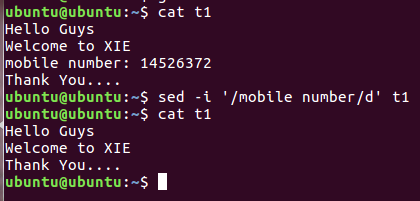 ubuntu@ubuntu:~$ cat t1
Hello Guys
Welcome to XIE
mobile number: 14526372
Thank You....
ubuntu@ubuntu:~$ sed -i '/mobile number/d' t1
ubuntu@ubuntu:~$ cat t1
Hello Guys
Welcome to XIE
Thank You....
ubuntu@ubuntu:~$